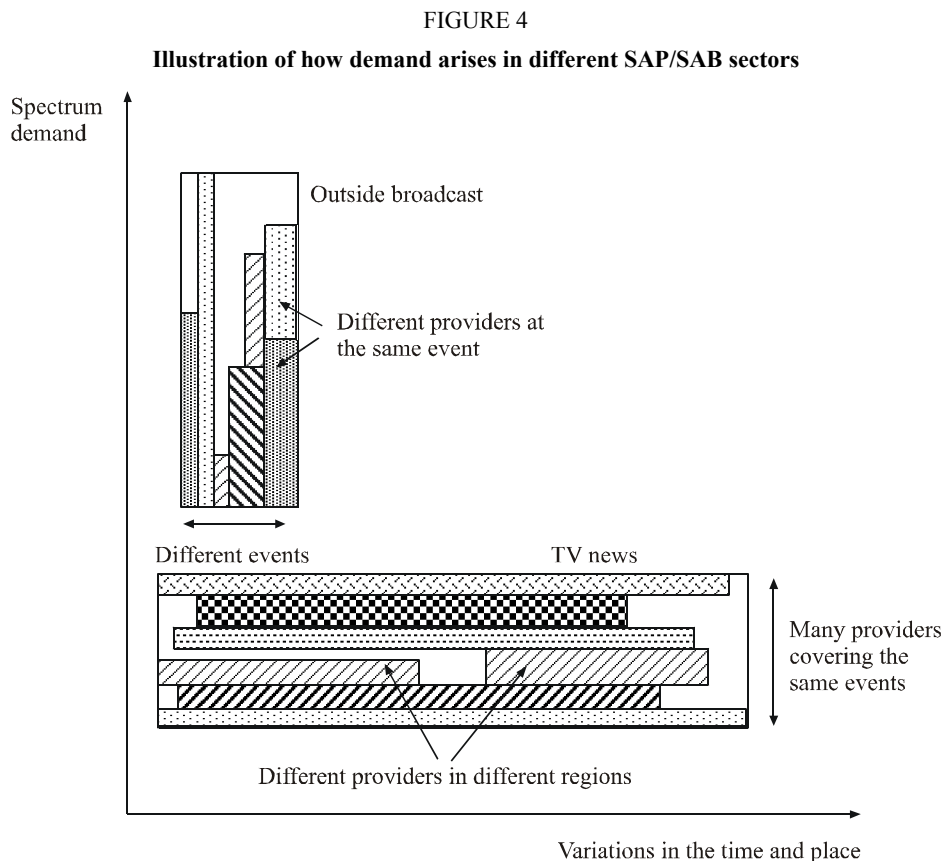 FIGURE 4
Illustration of how demand arises in different SAP/SAB sectors
Spectrum
demand
Outside broadcast
Different providers at
the same event
Different events
TV news
Many providers
covering the
same events
Different providers in different regions
Variations in the time and place